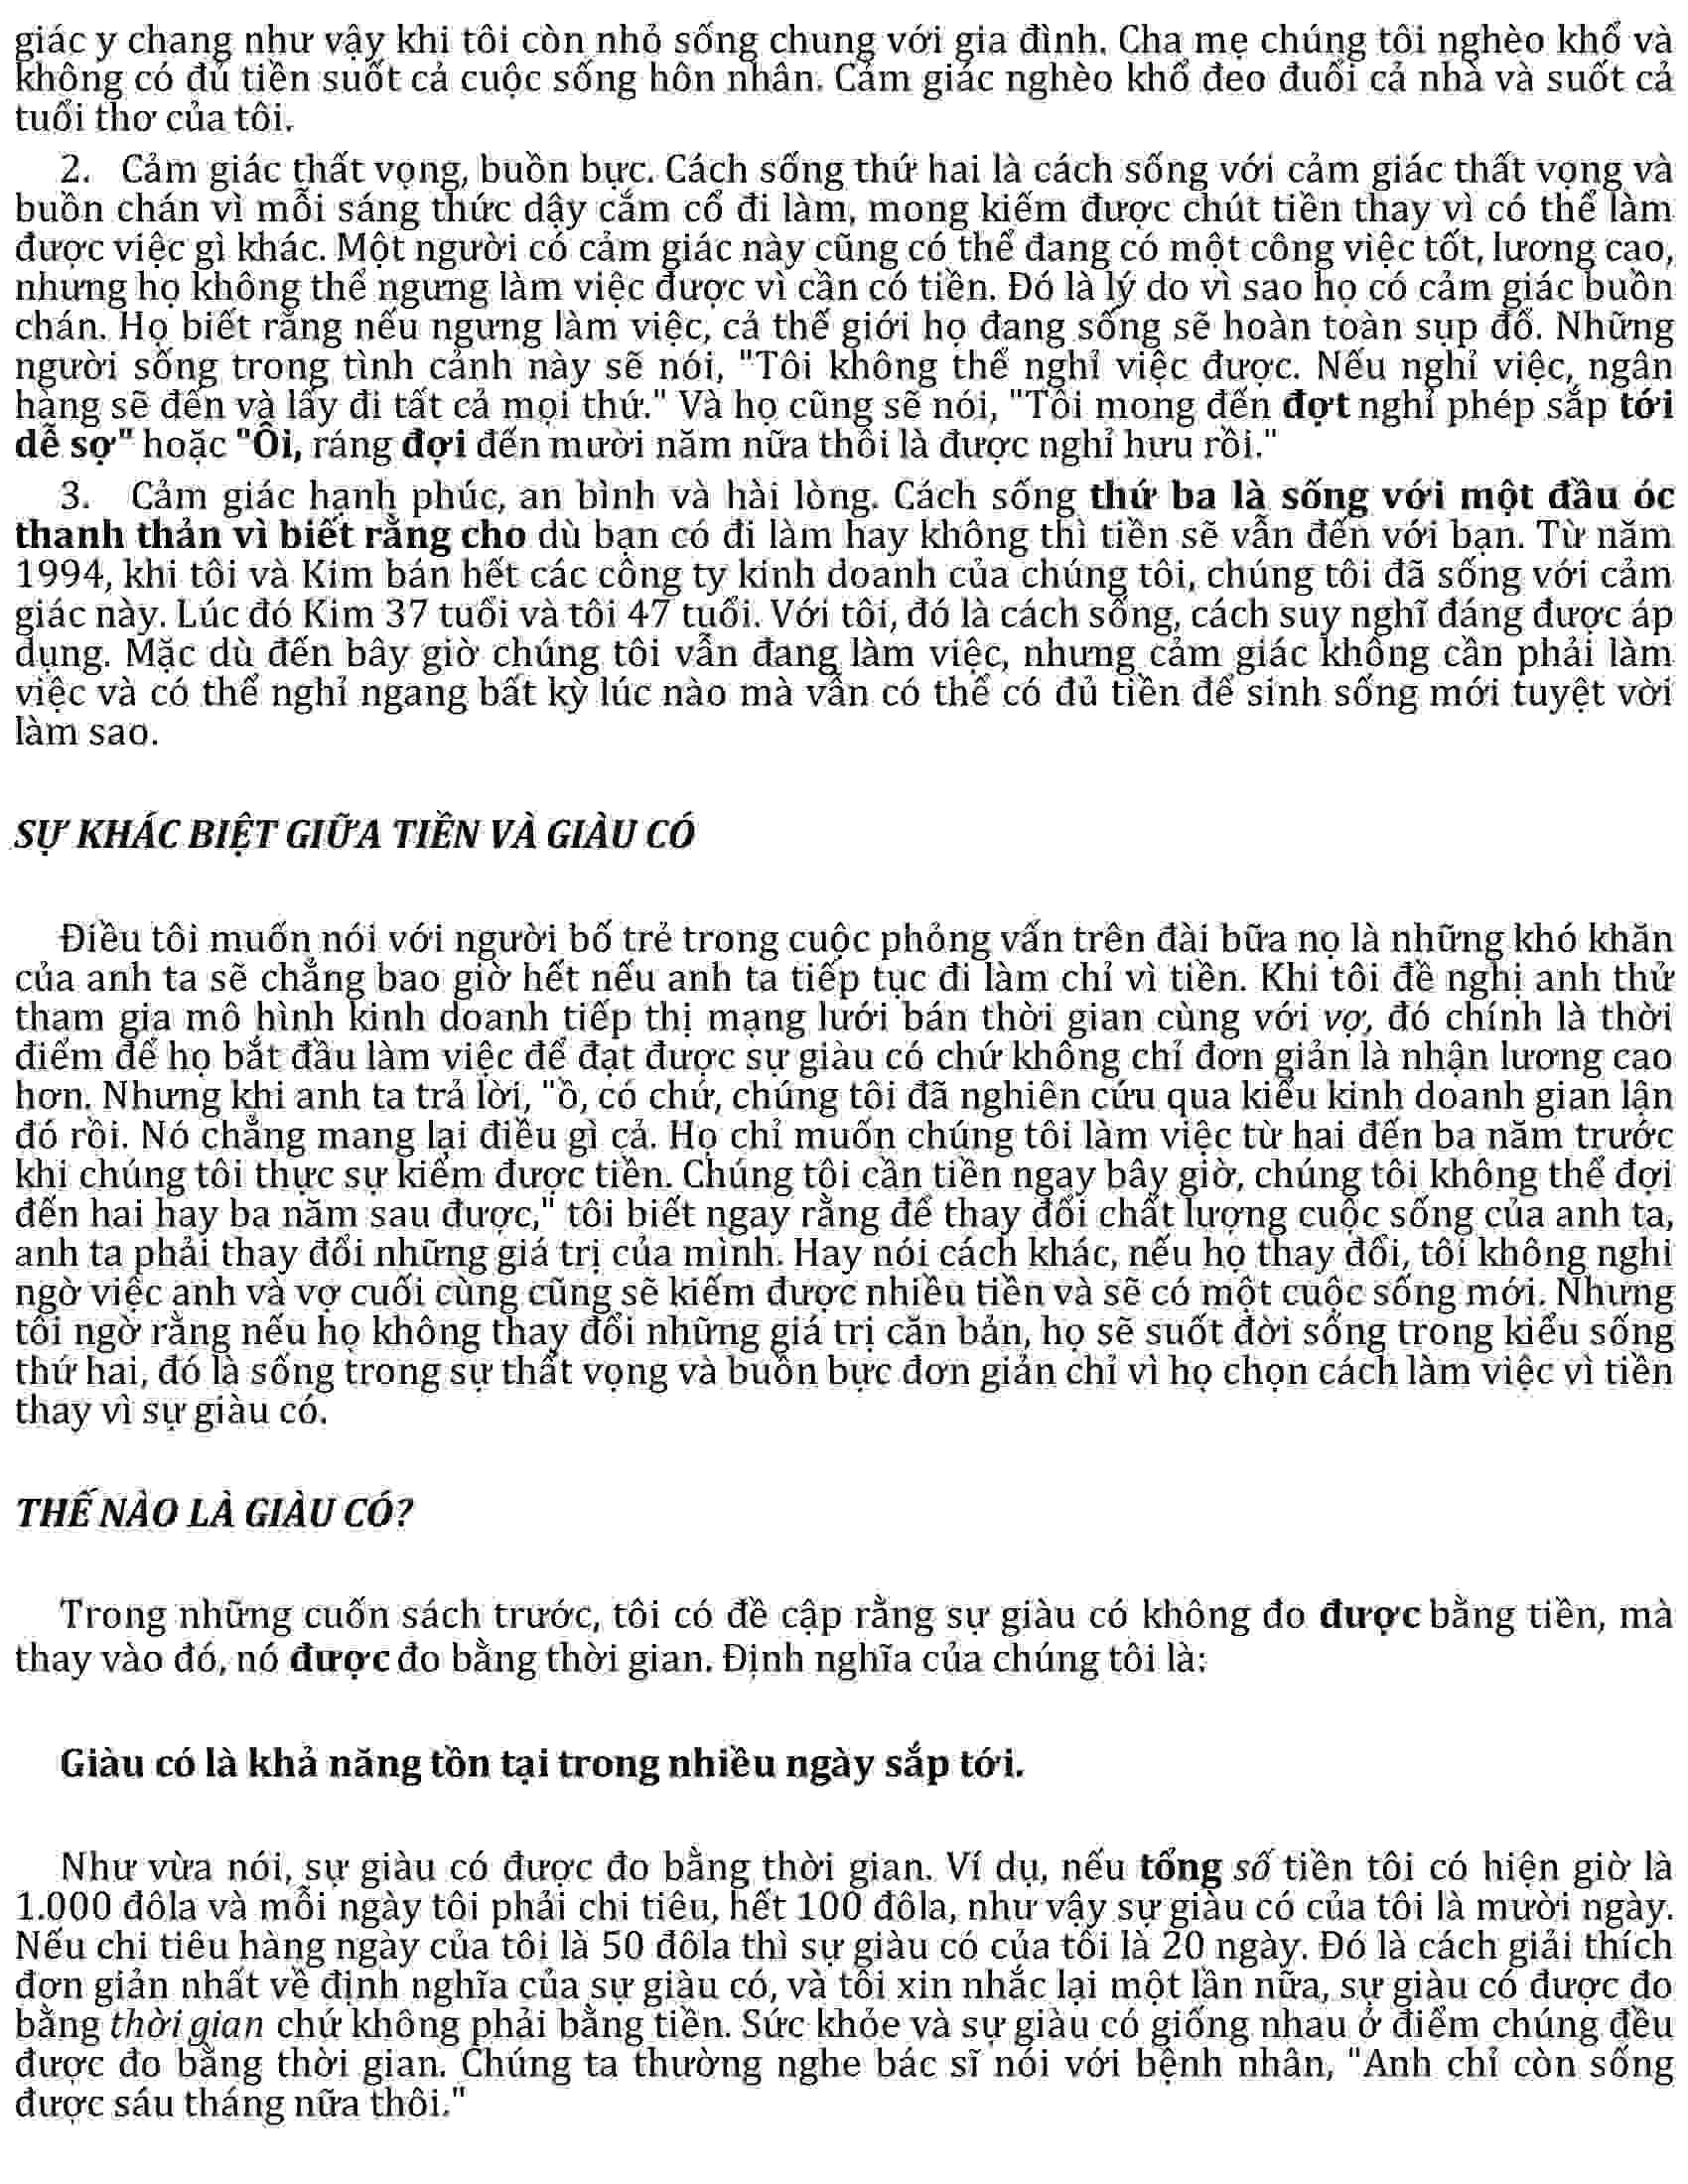 giác y chang như vậy khi tôi còn nhỏ sống chung với gia đình. Cha mẹ chúng tôi nghèo khổ và
không có đủ tiền suốt cả cuộc sống hôn nhân. Cảm giác nghèo khổ đeo đuổi cả nhà và suốt cả
tuổi thơ của tôi.
2. Cảm giác thất vọng, buồn bực. Cách sống thứ hai là cách sống với cảm giác thất vọng và
buồn chán vì mỗi sáng thức dậy cắm cổ đi làm, mong kiếm được chút tiền thay vì có thể làm
được việc gì khác. Một người có cảm giác này cũng có thể đang có một công việc tốt, lương cao,
nhưng họ không thể ngưng làm việc được vì cần có tiền. Đó là lý do vì sao họ có cảm giác buồn
chán. Họ biết rằng nếu ngưng làm việc, cả thế giới họ đang sống sẽ hoàn toàn sụp đổ. Những
người sống trong tình cảnh này sẽ nói, "Tôi không thể nghỉ việc được. Nếu nghỉ việc, ngân
hàng sẽ đến và lấy đi tất cả mọi thứ." Và họ cũng sẽ nói, "Tôi mong đến đợt nghỉ phép sắp tới
dễ sợ" hoặc "Ôi, ráng đợi đến mười năm nữa thôi là được nghỉ hưu rồi."
3. Cảm giác hạnh phúc, an bình và hài lòng. Cách sống thứ ba là sống với một đầu óc
thanh thản vì biết rằng cho dù bạn có đi làm hay không thì tiền sẽ vẫn đến với bạn. Từ năm
1994, khi tôi và Kim bán hết các công ty kinh doanh của chúng tôi, chúng tôi đã sống với cảm
giác này. Lúc đó Kim 37 tuổi và tôi 47 tuổi. Với tôi, đó là cách sống, cách suy nghĩ đáng được áp
dụng. Mặc dù đến bây giờ chúng tôi vẫn đang làm việc, nhưng cảm giác không cần phải làm
việc và có thể nghỉ ngang bất kỳ lúc nào mà vẫn có thể có đủ tiền để sinh sống mới tuyệt vời
làm sao.
SỰ KHÁC BIỆT GIỮA TIỀN VÀ GIÀU CÓ
Điều tôi muốn nói với người bố trẻ trong cuộc phỏng vấn trên đài bữa nọ là những khó khăn
của anh ta sẽ chẳng bao giờ hết nếu anh ta tiếp tục đi làm chỉ vì tiền. Khi tôi đề nghị anh thử
tham gia mô hình kinh doanh tiếp thị mạng lưới bán thời gian cùng với vợ, đó chính là thời
điểm để họ bắt đầu làm việc để đạt được sự giàu có chứ không chỉ đơn giản là nhận lương cao
hơn. Nhưng khi anh ta trả lời, "ồ, có chứ, chúng tôi đã nghiên cứu qua kiểu kinh doanh gian lận
đó rồi. Nó chẳng mang lại điều gì cả. Họ chỉ muốn chúng tôi làm việc từ hai đến ba năm trước
khi chúng tôi thực sự kiếm được tiền. Chúng tôi cần tiền ngay bây giờ, chúng tôi không thể đợi
đến hai hay ba năm sau được," tôi biết ngay rằng để thay đổi chất lượng cuộc sống của anh ta,
anh ta phải thay đổi những giá trị của mình. Hay nói cách khác, nếu họ thay đổi, tôi không nghi
ngờ việc anh và vợ cuối cùng cũng sẽ kiếm được nhiều tiền và sẽ có một cuộc sống mới. Nhưng
tôi ngờ rằng nếu họ không thay đổi những giá trị căn bản, họ sẽ suốt đời sống trong kiểu sống
thứ hai, đó là sống trong sự thất vọng và buồn bực đơn giản chỉ vì họ chọn cách làm việc vì tiền
thay vì sự giàu có.
THẾ NÀO LÀ GIÀU CÓ?
Trong những cuốn sách trước, tôi có đề cập rằng sự giàu có không đo được bằng tiền, mà
thay vào đó, nó được đo bằng thời gian. Định nghĩa của chúng tôi là:
Giàu có là khả năng tồn tại trong nhiều ngày sắp tới.
Như vừa nói, sự giàu có được đo bằng thời gian. Ví dụ, nếu tổng số tiền tôi có hiện giờ là
1.000 đôla và mỗi ngày tôi phải chi tiêu, hết 100 đôla, như vậy sự giàu có của tôi là mười ngày.
Nếu chi tiêu hàng ngày của tôi là 50 đôla thì sự giàu có của tôi là 20 ngày. Đó là cách giải thích
đơn giản nhất về định nghĩa của sự giàu có, và tôi xin nhắc lại một lần nữa, sự giàu có được đo
bằng thời gian chứ không phải bằng tiền. Sức khỏe và sự giàu có giống nhau ở điểm chúng đều
được đo bằng thời gian. Chúng ta thường nghe bác sĩ nói với bệnh nhân, "Anh chỉ còn sống
được sáu tháng nữa thôi."